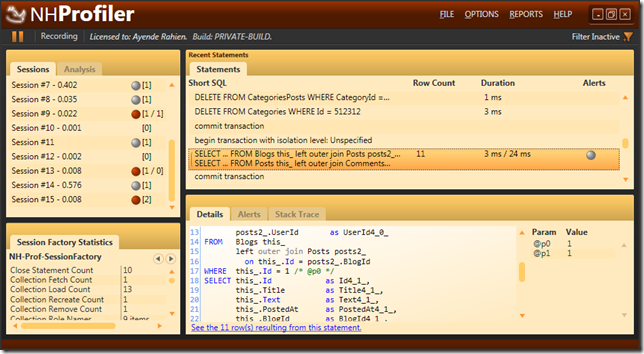 NHProfiler
FILE OPTIONS REPORTS HELP
Recording Licensed to: Ayende Rahien. Build: PRIVATE-BUILD. Filter Inactive
Sessions Analysis
Session #7 - 0.402 [1]
Session #8 - 0.035 [1]
Session #9 - 0.022 [1 / 1]
Session #10 - 0.001 [0]
Session #11 [1]
Session #12 - 0.002 [0]
Session #13 - 0.008 [1 / 0]
Session #14 - 0.576 [1]
Session #15 - 0.008 [2]
Session Factory Statistics
NH-Prof-SessionFactory
Close Statement Count 10
Collection Fetch Count 1
Collection Load Count 13
Collection Recreate Count 1
Collection Remove Count 1
Collection Role Names 9 items
Recent Statements
Statements
Short SQL Row Count Duration Alerts
DELETE FROM CategoriesPosts WHERE CategoryId =... 1 ms
DELETE FROM Categories WHERE Id = 512312 3 ms
commit transaction
begin transaction with isolation level: Unspecified
SELECT ... FROM Blogs this_ left outer join Posts posts2_... 11 3 ms / 24 ms
SELECT ... FROM Posts this_ left outer join Comments...
commit transaction
Details Alerts Stack Trace
13 posts2_.UserId as UserId4_0_
14 FROM Blogs this_
15 left outer join Posts posts2_
16 on this_.Id = posts2_.BlogId
17 WHERE this_.Id = 1 /* @p0 */
18 SELECT this_.Id as Id4_1_,
19 this_.Title as Title4_1_,
20 this_.Text as Text4_1_,
21 this_.PostedAt as PostedAt4_1_,
22 this_.BlogId as BlogId4_1_,
See the 11 row(s) resulting from this statement.
Param Value
@p0 1
@p1 1